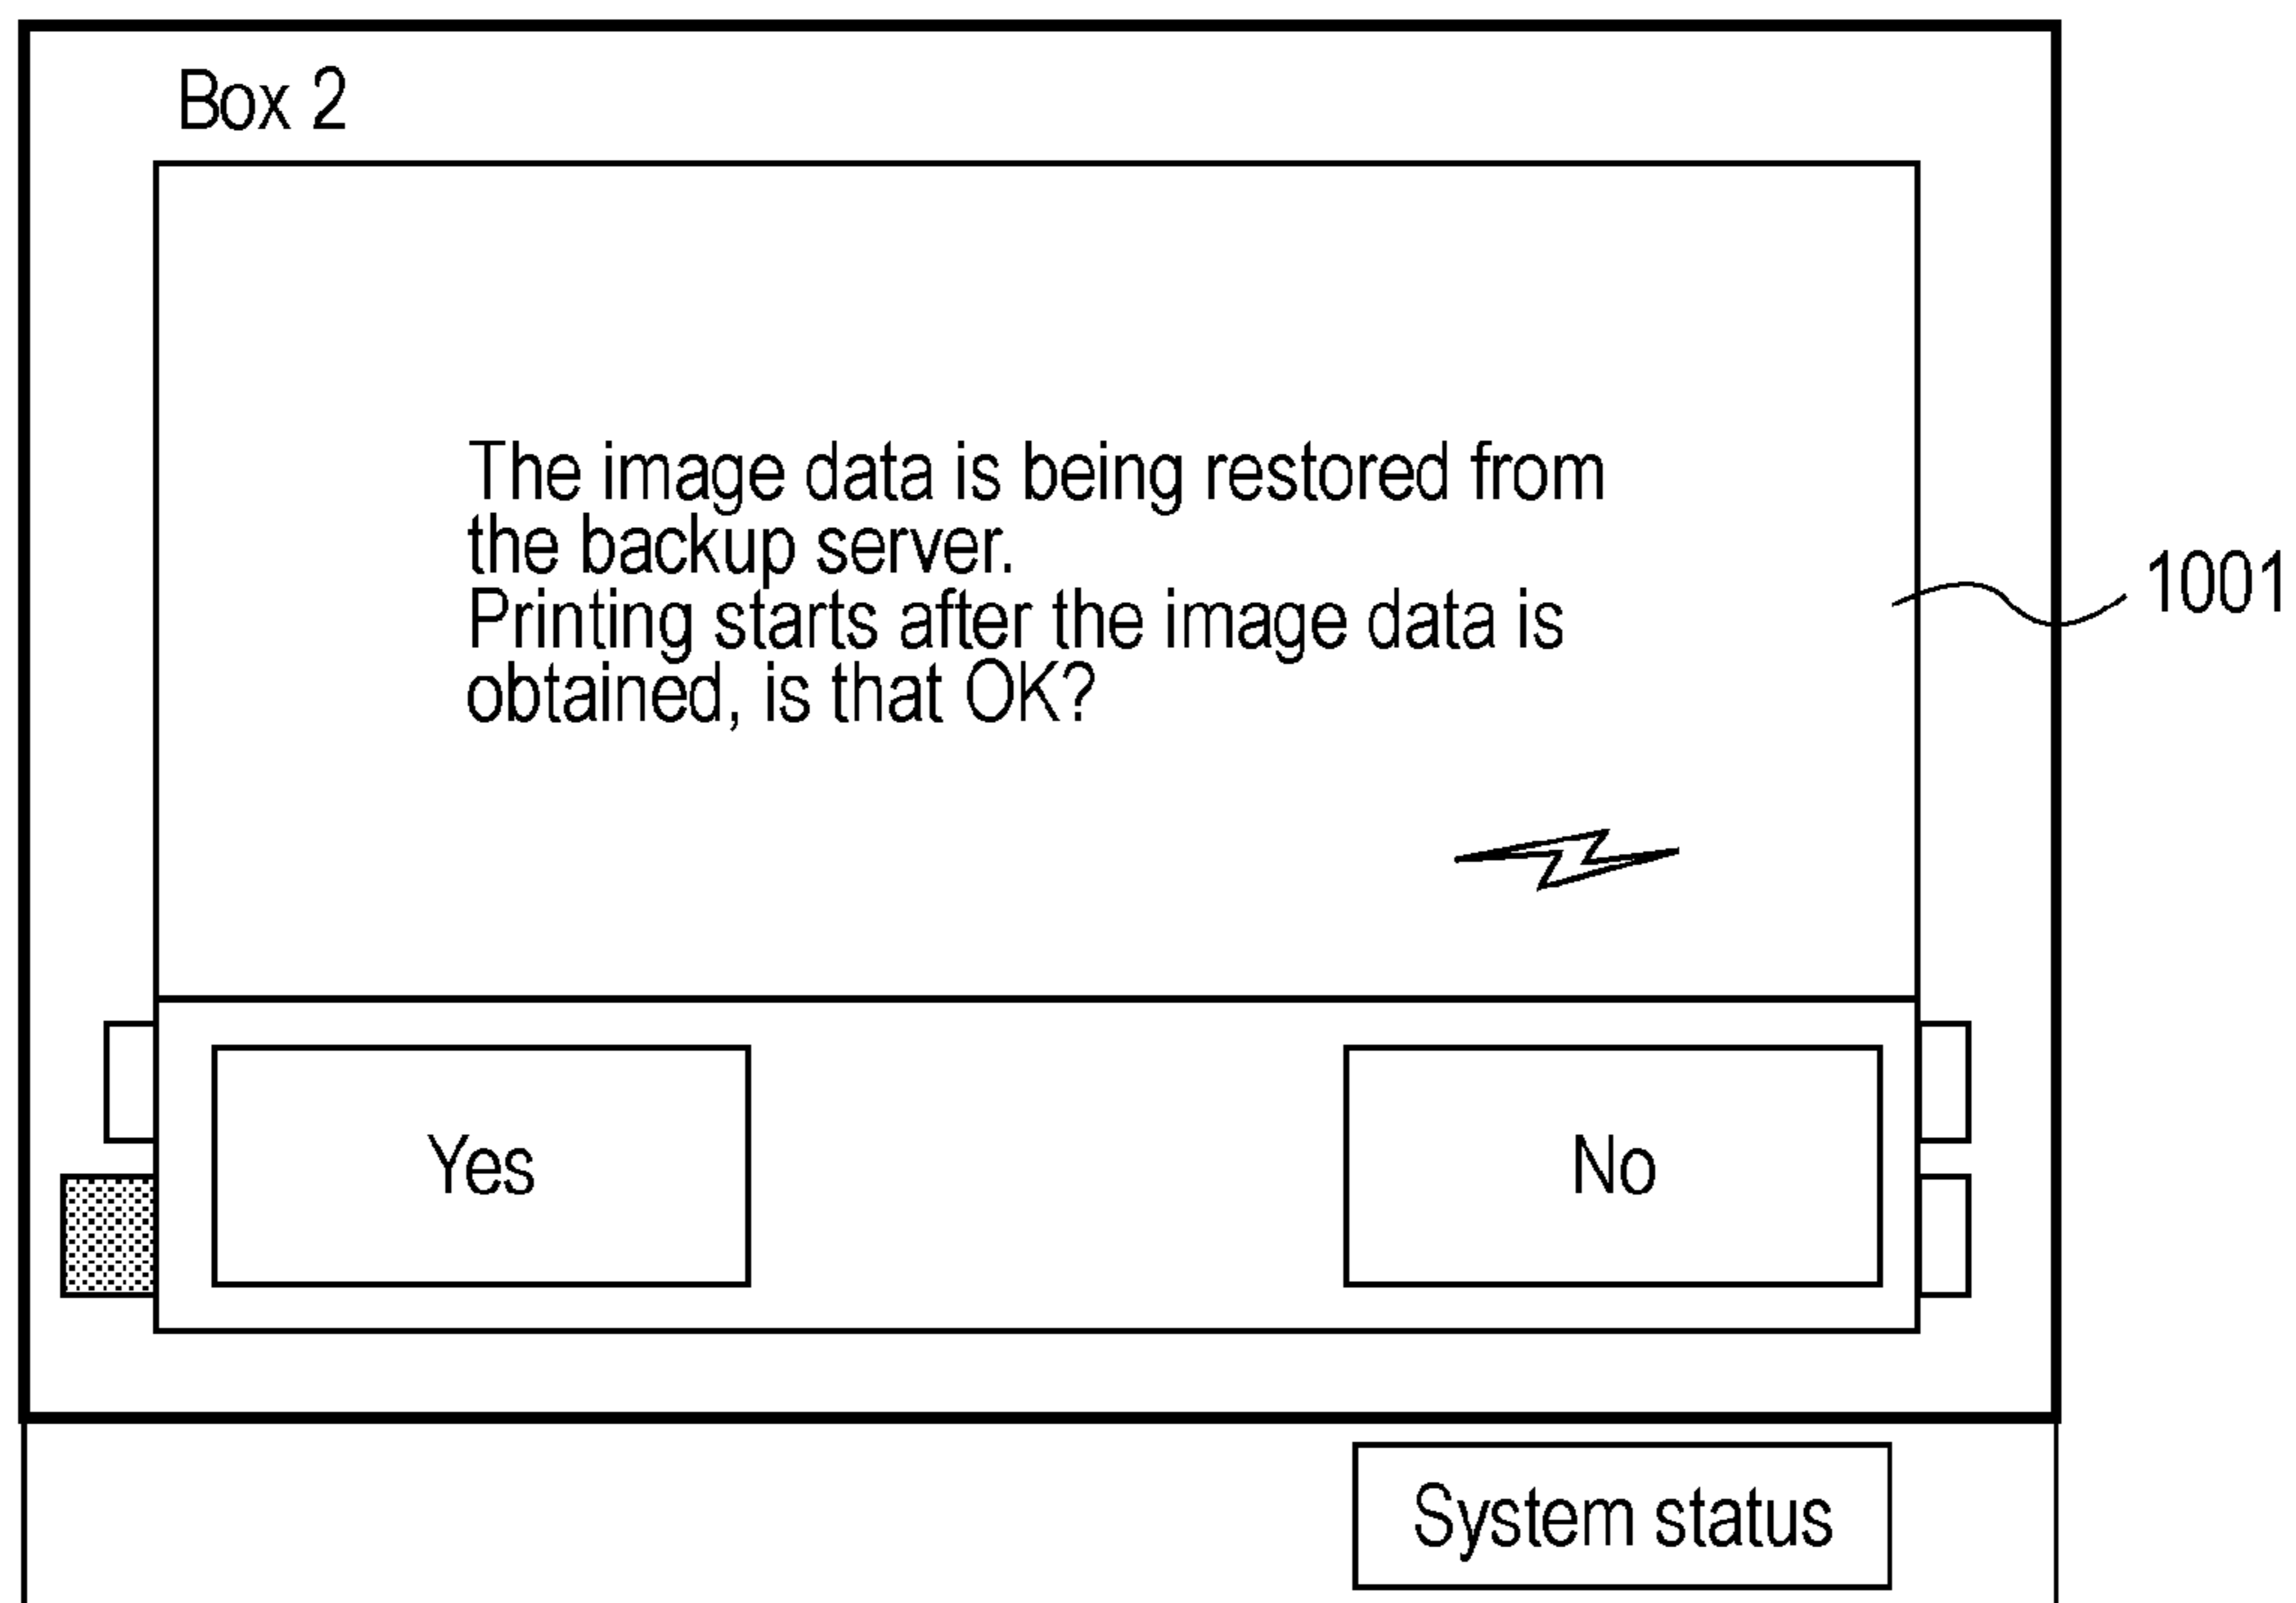 Box 2
The image data is being restored from
the backup server.
Printing starts after the image data is
obtained, is that OK?
1001
Yes
No
System status